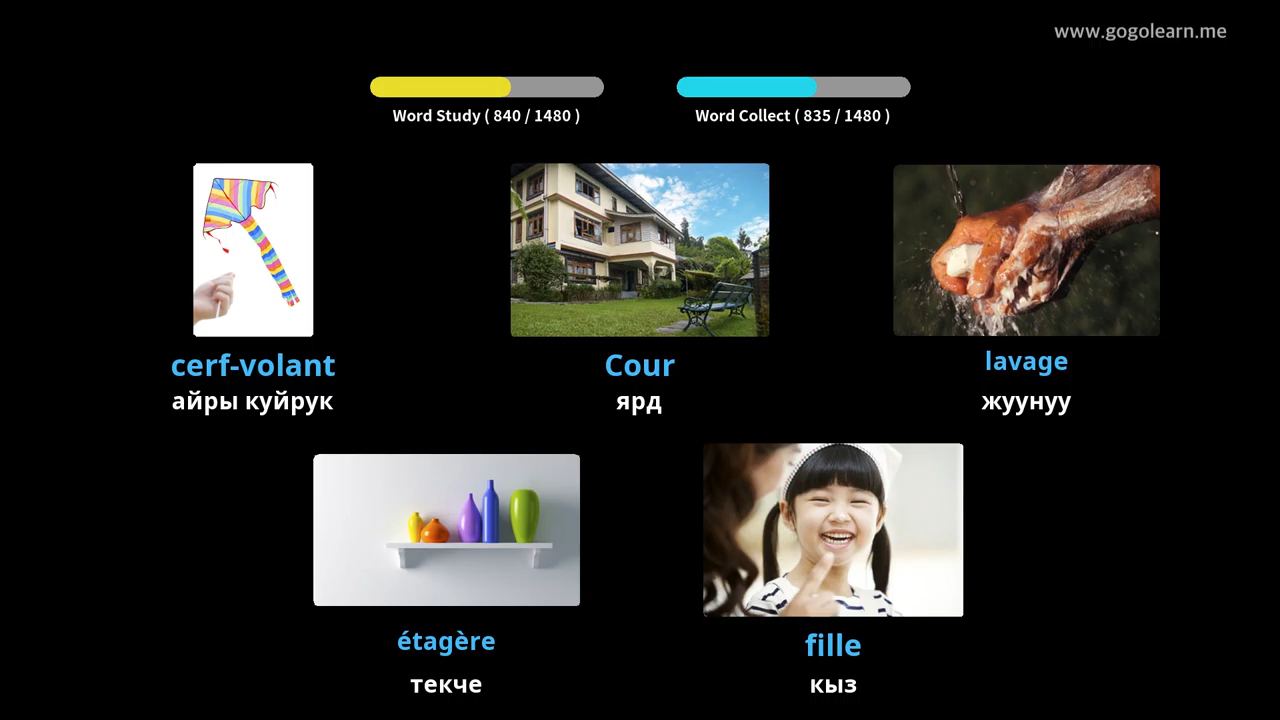 www.gogolearn.me
Word Study ( 840 / 1480 )
Word Collect ( 835 / 1480 )
cerf-volant
айры куйрук
Cour
ярд
lavage
жуунуу
étagère
текче
fille
кыз